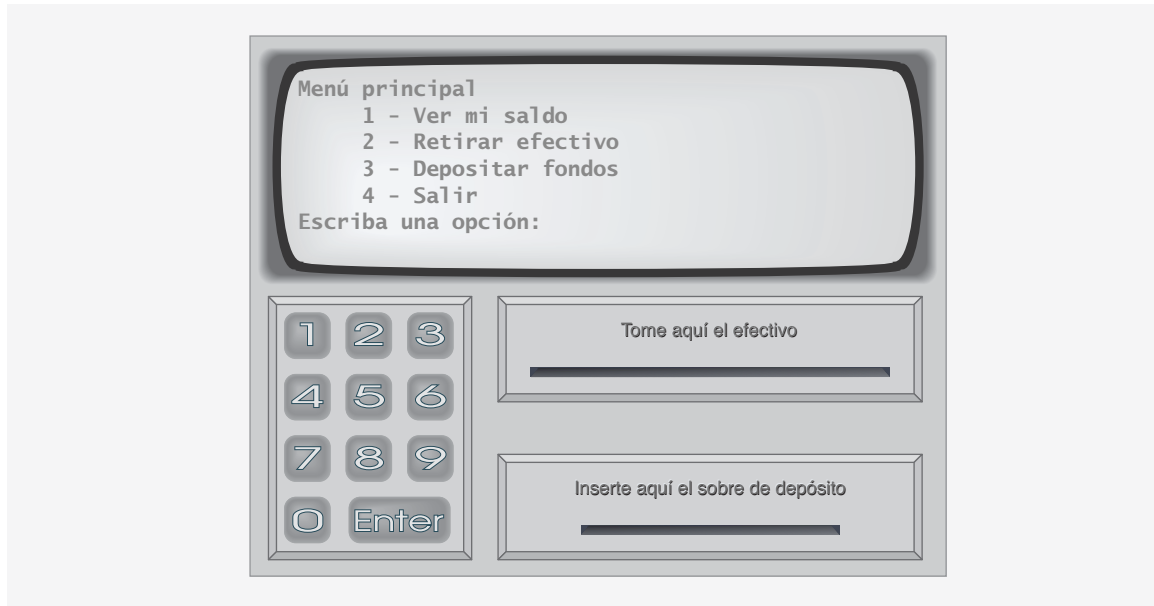 Menú principal
1 - Ver mi saldo
2 - Retirar efectivo
3 - Depositar fondos
4 - Salir
Escriba una opción:
1 2 3
4 5 6
7 8 9
0 Enter
Tome aquí el efectivo
Inserte aquí el sobre de depósito